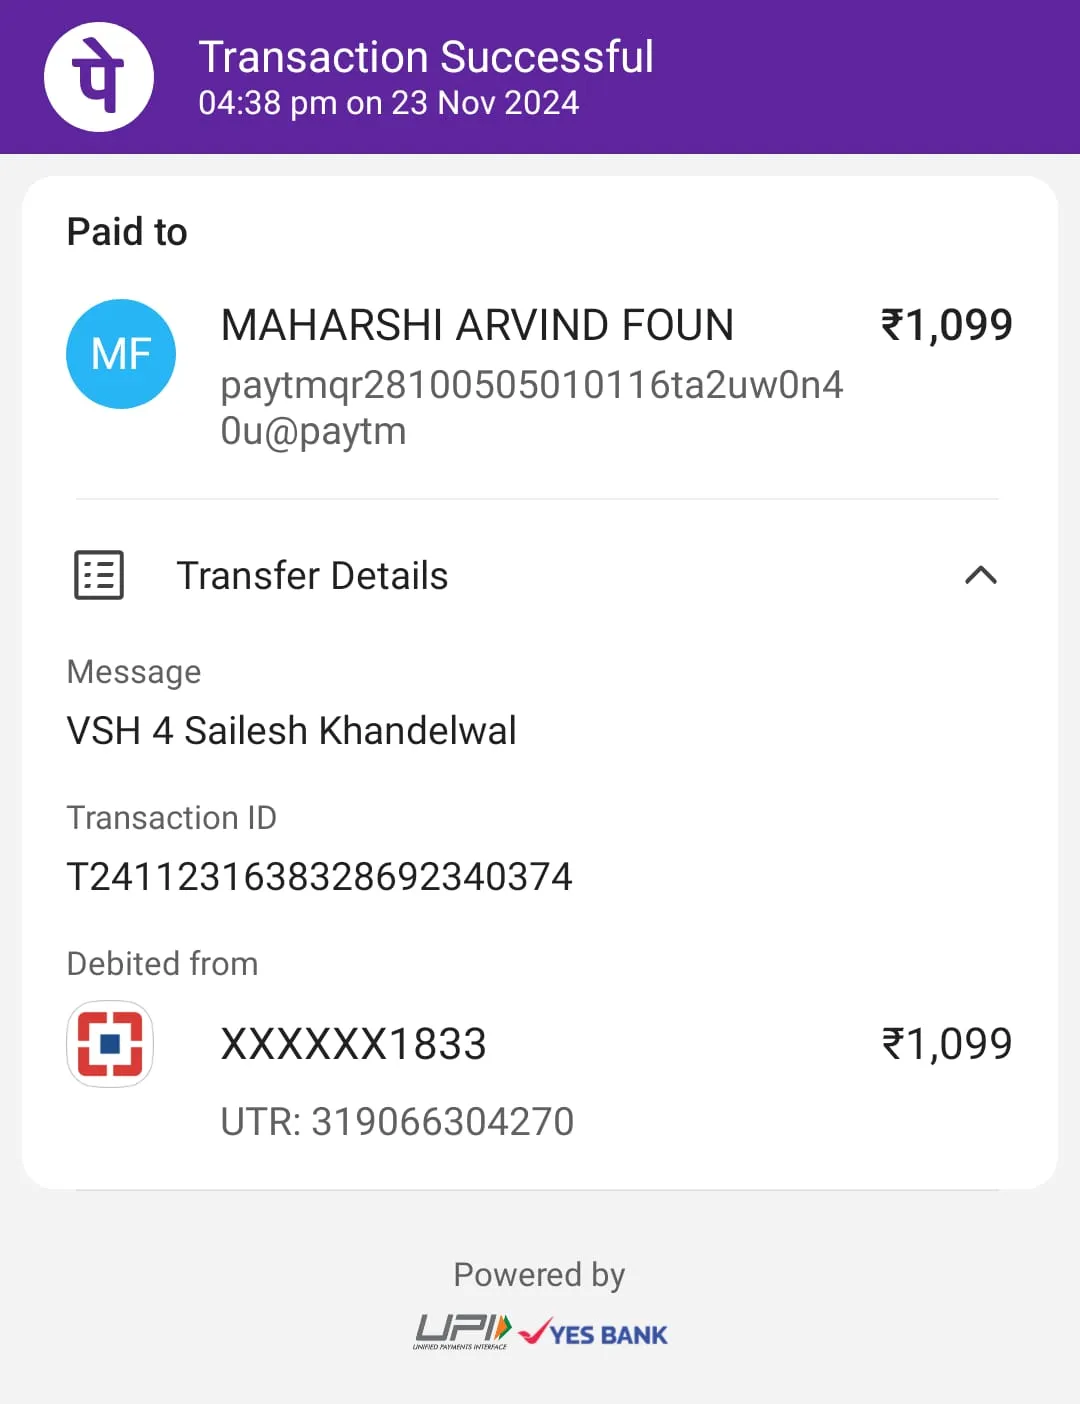 पे
Transaction Successful
04:38 pm on 23 Nov 2024
Paid to
MF
MAHARSHI ARVIND FOUN
₹1,099
paytmqr28100505010116ta2uw0n4
0u@paytm
Transfer Details
Message
VSH 4 Sailesh Khandelwal
Transaction ID
T2411231638328692340374
Debited from
XXXXXX1833
₹1,099
UTR: 319066304270
Powered by
UPI YES BANK
UNIFIED PAYMENTS INTERFACE